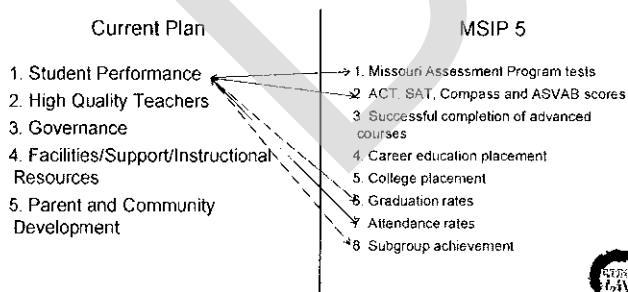 Current Plan
1. Student Performance
2. High Quality Teachers
3. Governance
4. Facilities/Support/Instructional
Resources
5. Parent and Community
Development
MSIP 5
1. Missouri Assessment Program tests
2 ACT, SAT, Compass and ASVAB scores
3 Successful completion of advanced
courses
4. Career education placement
5. College placement
6. Graduation rates
7 Attendance rates
8 Subgroup achievement